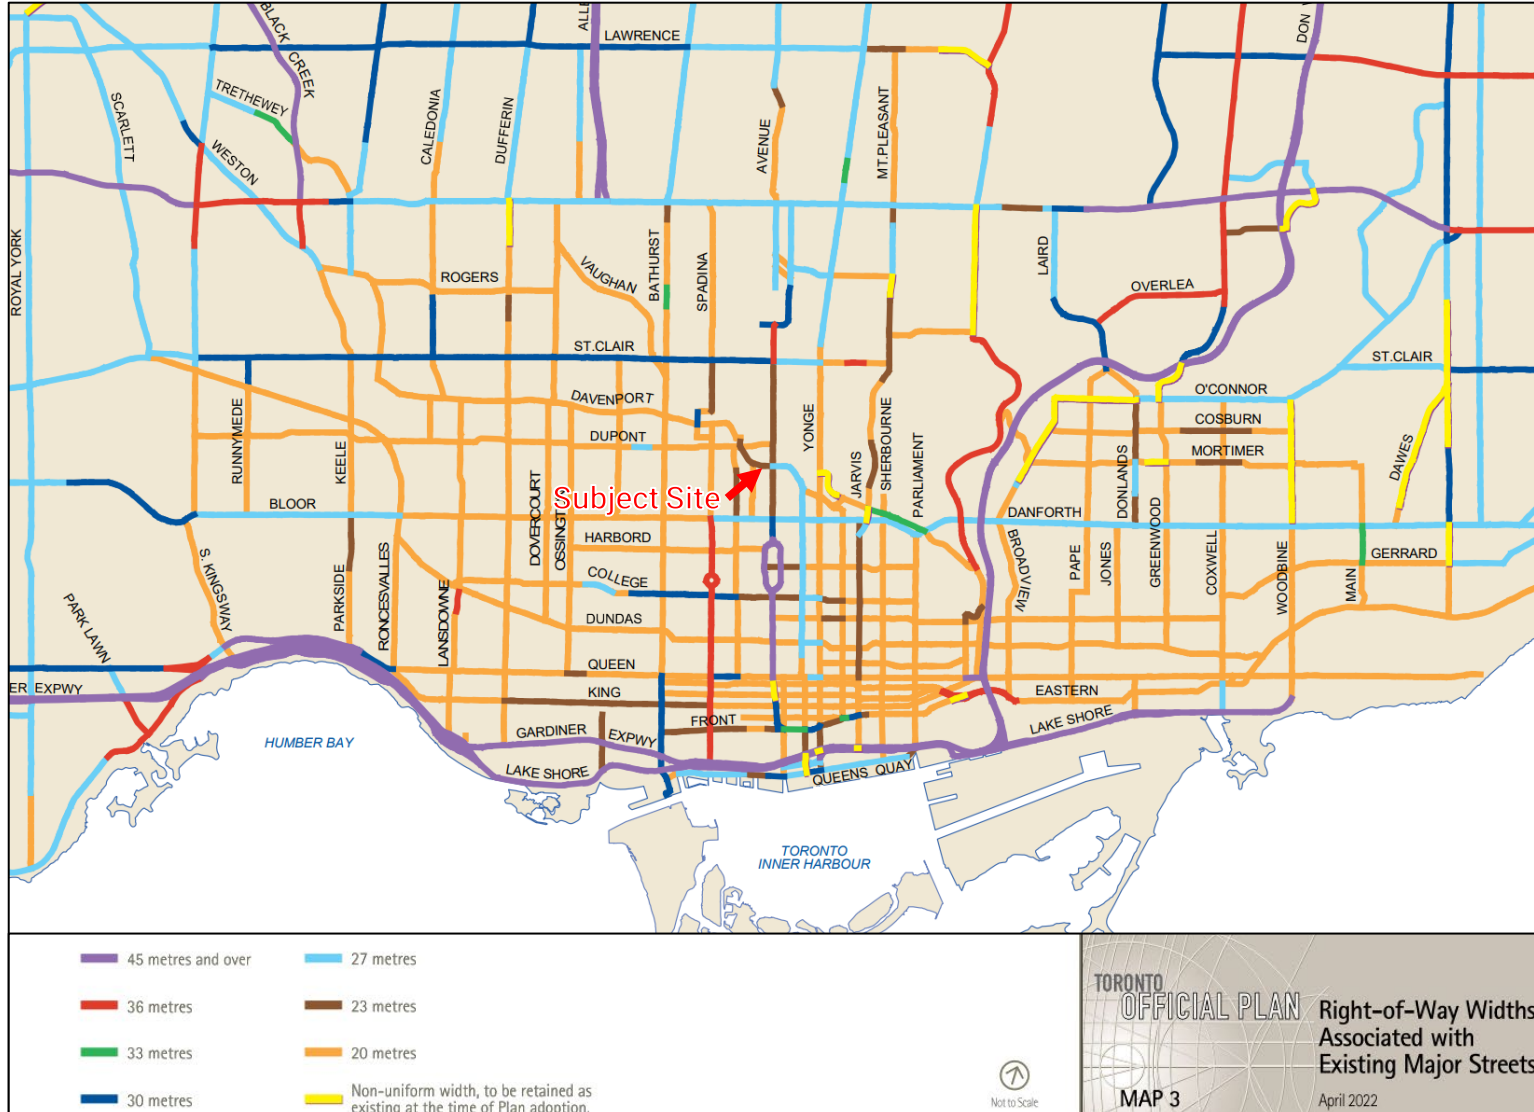 BLACK CREEK
ALLE
LAWRENCE
DON V
TRETHEWEY
SCARLETT
WESTON
CALEDONIA
DUFFERIN
AVENUE
MT.PLEASANT
ROYAL YORK
ROGERS
VAUGHAN
BATHURST
SPADINA
LAIRD
OVERLEA
ST.CLAIR
ST.CLAIR
RUNNYMEDE
KEELE
DAVENPORT
DUPONT
YONGE
JARVIS
SHERBOURNE
PARLIAMENT
O'CONNOR
COSBURN
MORTIMER
DONLANDS
DAWES
Subject Site
BLOOR
DOVERCOURT
OSSINGT
HARBORD
DANFORTH
GREENWOOD
GERRARD
S. KINGSWAY
PARKSIDE
RONCESVALLES
LANSDOWNE
COLLEGE
DUNDAS
BROADVIEW
PAPE
JONES
COXWELL
WOODBINE
MAIN
PARK LAWN
QUEEN
ER EXPWY
KING
EASTERN
FRONT
GARDINER EXPWY
LAKE SHORE
LAKE SHORE
QUEENS QUAY
HUMBER BAY
TORONTO
INNER HARBOUR
45 metres and over
36 metres
33 metres
30 metres
27 metres
23 metres
20 metres
Non-uniform width, to be retained as
existing at the time of Plan adoption.
Not to Scale
TORONTO
OFFICIAL PLAN
MAP 3
Right-of-Way Widths
Associated with
Existing Major Streets
April 2022